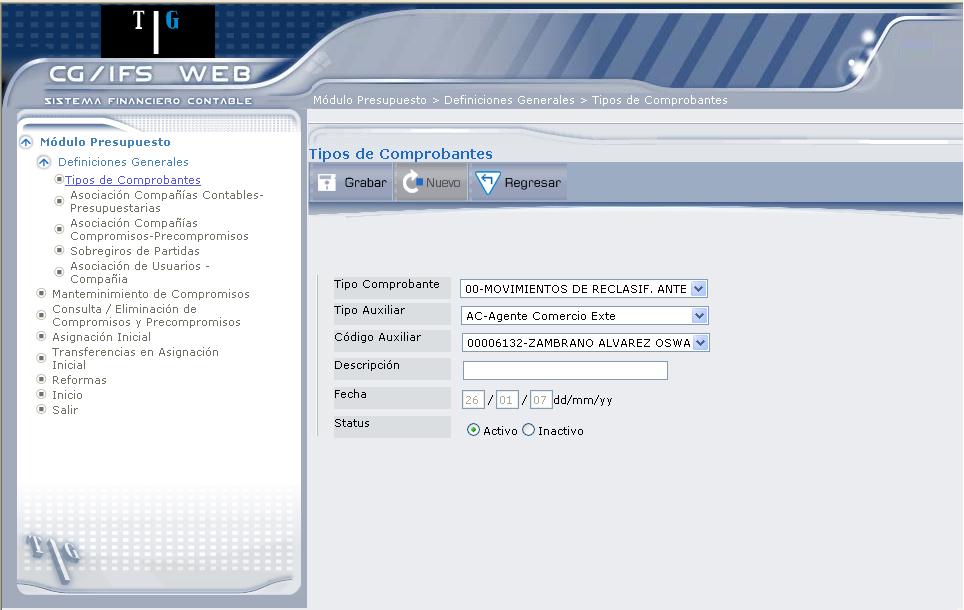 T G
CG/IFS WEB
SISTEMA FINANCIERO CONTABLE
Módulo Presupuesto > Definiciones Generales > Tipos de Comprobantes
Módulo Presupuesto
Definiciones Generales
Tipos de Comprobantes
Asociación Compañías Contables-
Presupuestarias
Asociación Compañías
Compromisos-Precompromisos
Sobregiros de Partidas
Asociación de Usuarios -
Compañia
Manteminimiento de Compromisos
Consulta / Eliminación de
Compromisos y Precompromisos
Asignación Inicial
Transferencias en Asignación
Inicial
Reformas
Inicio
Salir
TG
Tipos de Comprobantes
Grabar Nuevo Regresar
Tipo Comprobante 00-MOVIMIENTOS DE RECLASIF. ANTE
Tipo Auxiliar AC-Agente Comercio Exte
Código Auxiliar 00006132-ZAMBRANO ALVAREZ OSWA
Descripción
Fecha 26 / 01 / 07 dd/mm/yy
Status Activo Inactivo